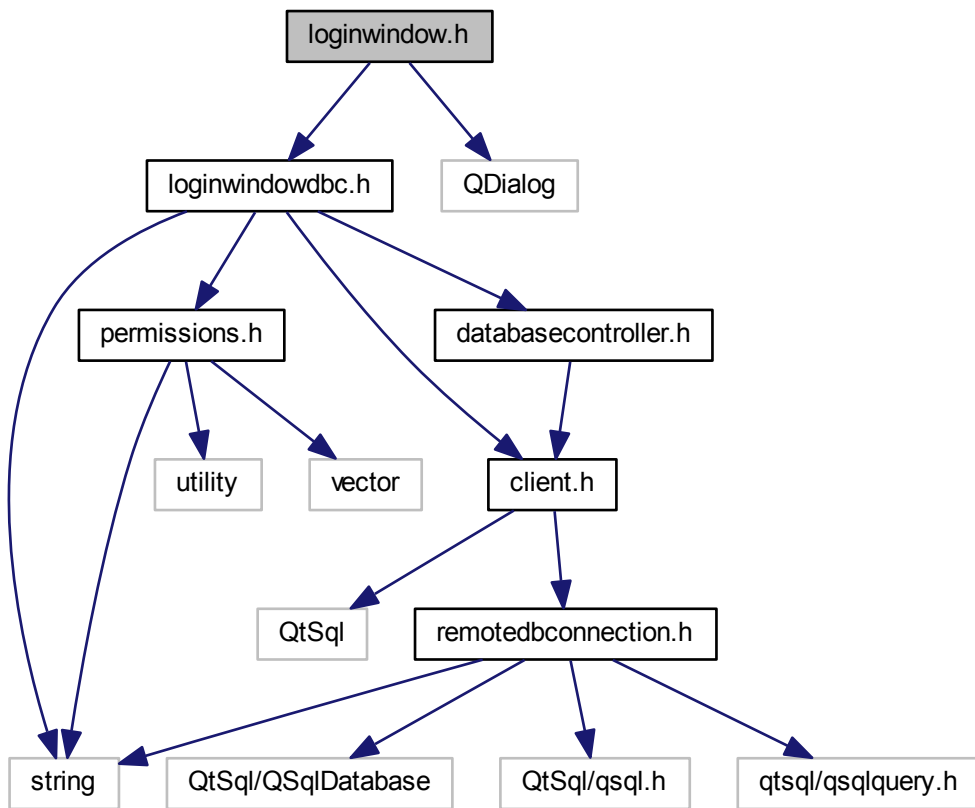 loginwindow.h
loginwindowdbc.h
QDialog
permissions.h
databasecontroller.h
utility
vector
client.h
QtSql
remotedbconnection.h
string
QtSql/QSqlDatabase
QtSql/qsql.h
qtsql/qsqlquery.h